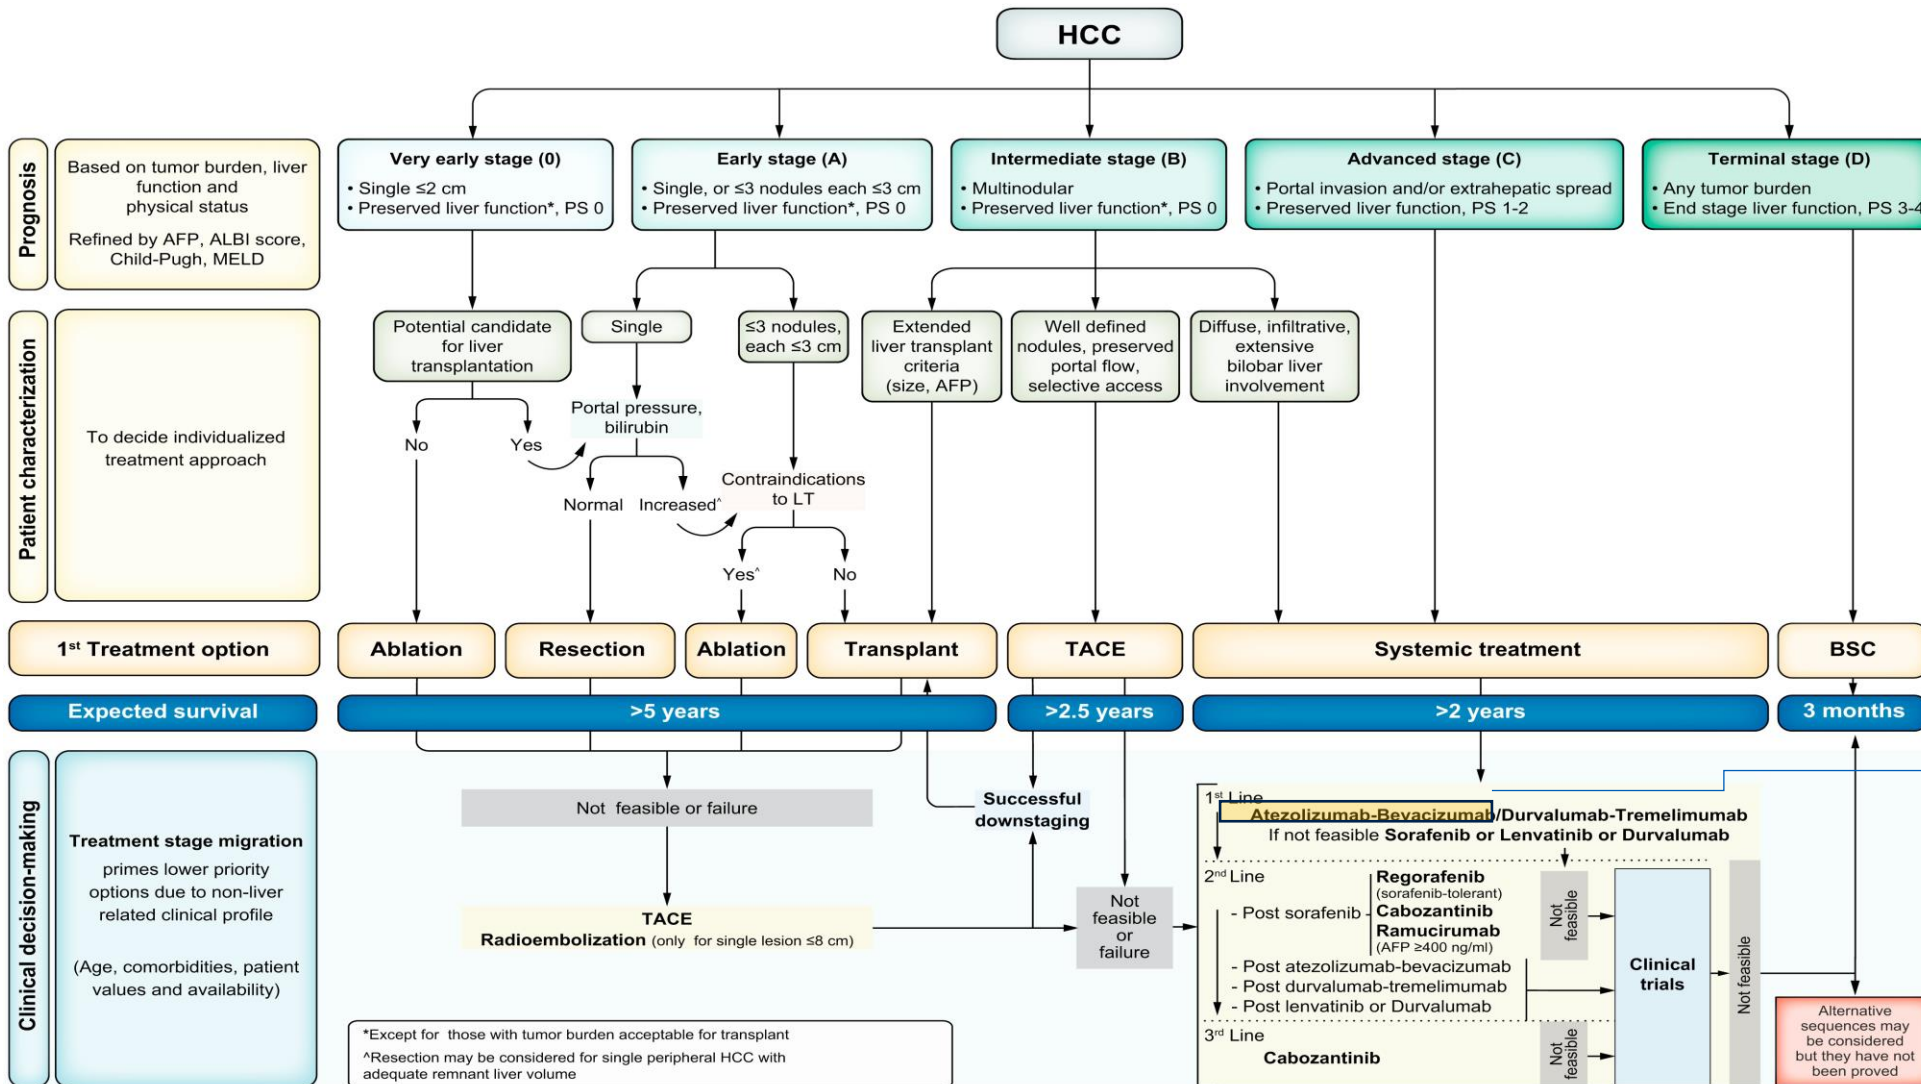 HCC
Prognosis
Based on tumor burden, liver
function and
physical status
Refined by AFP, ALBI score,
Child-Pugh, MELD
Very early stage (0)
• Single ≤2 cm
• Preserved liver function*, PS 0
Early stage (A)
• Single, or ≤3 nodules each ≤3 cm
• Preserved liver function*, PS 0
Intermediate stage (B)
• Multinodular
• Preserved liver function*, PS 0
Advanced stage (C)
• Portal invasion and/or extrahepatic spread
• Preserved liver function, PS 1-2
Terminal stage (D)
• Any tumor burden
• End stage liver function, PS 3-4
Patient characterization
To decide individualized
treatment approach
Potential candidate
for liver
transplantation
Single
≤3 nodules,
each ≤3 cm
Extended
liver transplant
criteria
(size, AFP)
Well defined
nodules, preserved
portal flow,
selective access
Diffuse, infiltrative,
extensive
bilobar liver
involvement
Portal pressure,
bilirubin
No
Yes
Contraindications
to LT
Normal
Increased^
Yes^
No
1st Treatment option
Ablation
Resection
Ablation
Transplant
TACE
Systemic treatment
BSC
Expected survival
>5 years
>2.5 years
>2 years
3 months
Clinical decision-making
Treatment stage migration
primes lower priority
options due to non-liver
related clinical profile
(Age, comorbidities, patient
values and availability)
Not feasible or failure
Successful
downstaging
TACE
Radioembolization (only for single lesion ≤8 cm)
Not
feasible
or
failure
1st Line
Atezolizumab-Bevacizumab/Durvalumab-Tremelimumab
If not feasible Sorafenib or Lenvatinib or Durvalumab
2nd Line
- Post sorafenib
Regorafenib
(sorafenib-tolerant)
Cabozantinib
Ramucirumab
(AFP ≥400 ng/ml)
Not
feasible
- Post atezolizumab-bevacizumab
- Post durvalumab-tremelimumab
- Post lenvatinib or Durvalumab
Clinical
trials
Not feasible
3rd Line
Cabozantinib
Not
feasible
Alternative
sequences may
be considered
but they have not
been proved
*Except for those with tumor burden acceptable for transplant
^Resection may be considered for single peripheral HCC with
adequate remnant liver volume